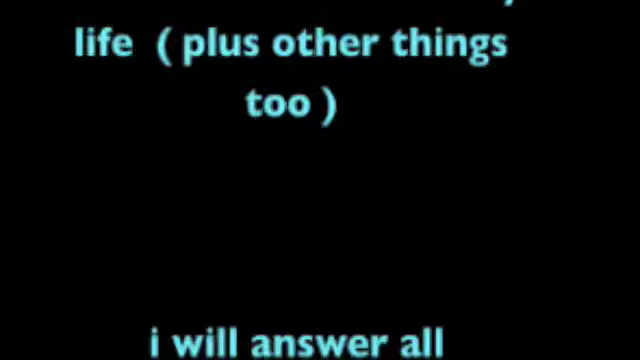 life ( plus other things
too )
i will answer all